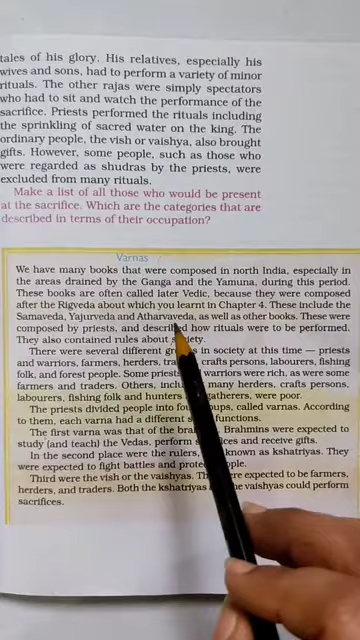 tales of his glory. His relatives, especially his
wives and sons, had to perform a variety of minor
rituals. The other rajas were simply spectators
who had to sit and watch the performance of the
sacrifice. Priests performed the rituals including
the sprinkling of sacred water on the king. The
ordinary people, the vish or vaishya, also brought
gifts. However, some people, such as those who
were regarded as shudras by the priests, were
excluded from many rituals.
Make a list of all those who would be present
at the sacrifice. Which are the categories that are
described in terms of their occupation?
Varnas
We have many books that were composed in north India, especially in
the areas drained by the Ganga and the Yamuna, during this period.
These books are often called later Vedic, because they were composed
after the Rigveda about which you learnt in Chapter 4. These include the
Samaveda, Yajurveda and Atharvaveda, as well as other books. These were
composed by priests, and described how rituals were to be performed.
They also contained rules about society.
There were several different in society at this time — priests
and warriors, farmers, herders, crafts persons, labourers, fishing
folk, and forest people. Some priests warriors were rich, as were some
farmers and traders. Others, many herders, crafts persons,
labourers, fishing folk and hunters gatherers, were poor.
The priests divided people into four groups, called varnas. According
to them, each varna had a different functions.
The first varna was that of the Brahmins were expected to
study (and teach) the Vedas, perform and receive gifts.
In the second place were the rulers, known as kshatriyas. They
were expected to fight battles and protect people.
Third were the vish or the vaishyas. were expected to be farmers,
herders, and traders. Both the kshatriyas vaishyas could perform
sacrifices.